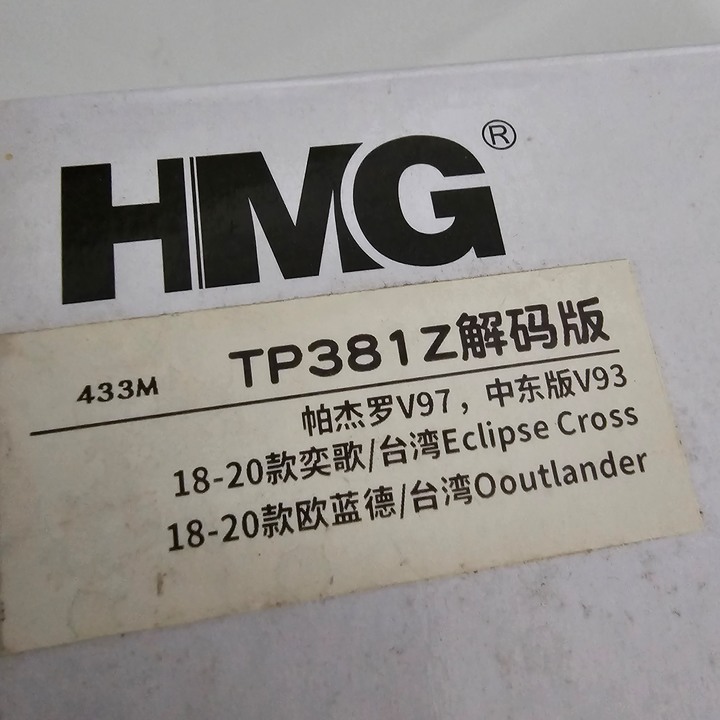 HMG®
433M TP381Z解码版
帕杰罗V97，中东版V93
18-20款奕歌/台湾Eclipse Cross
18-20款欧蓝德/台湾Ooutlander